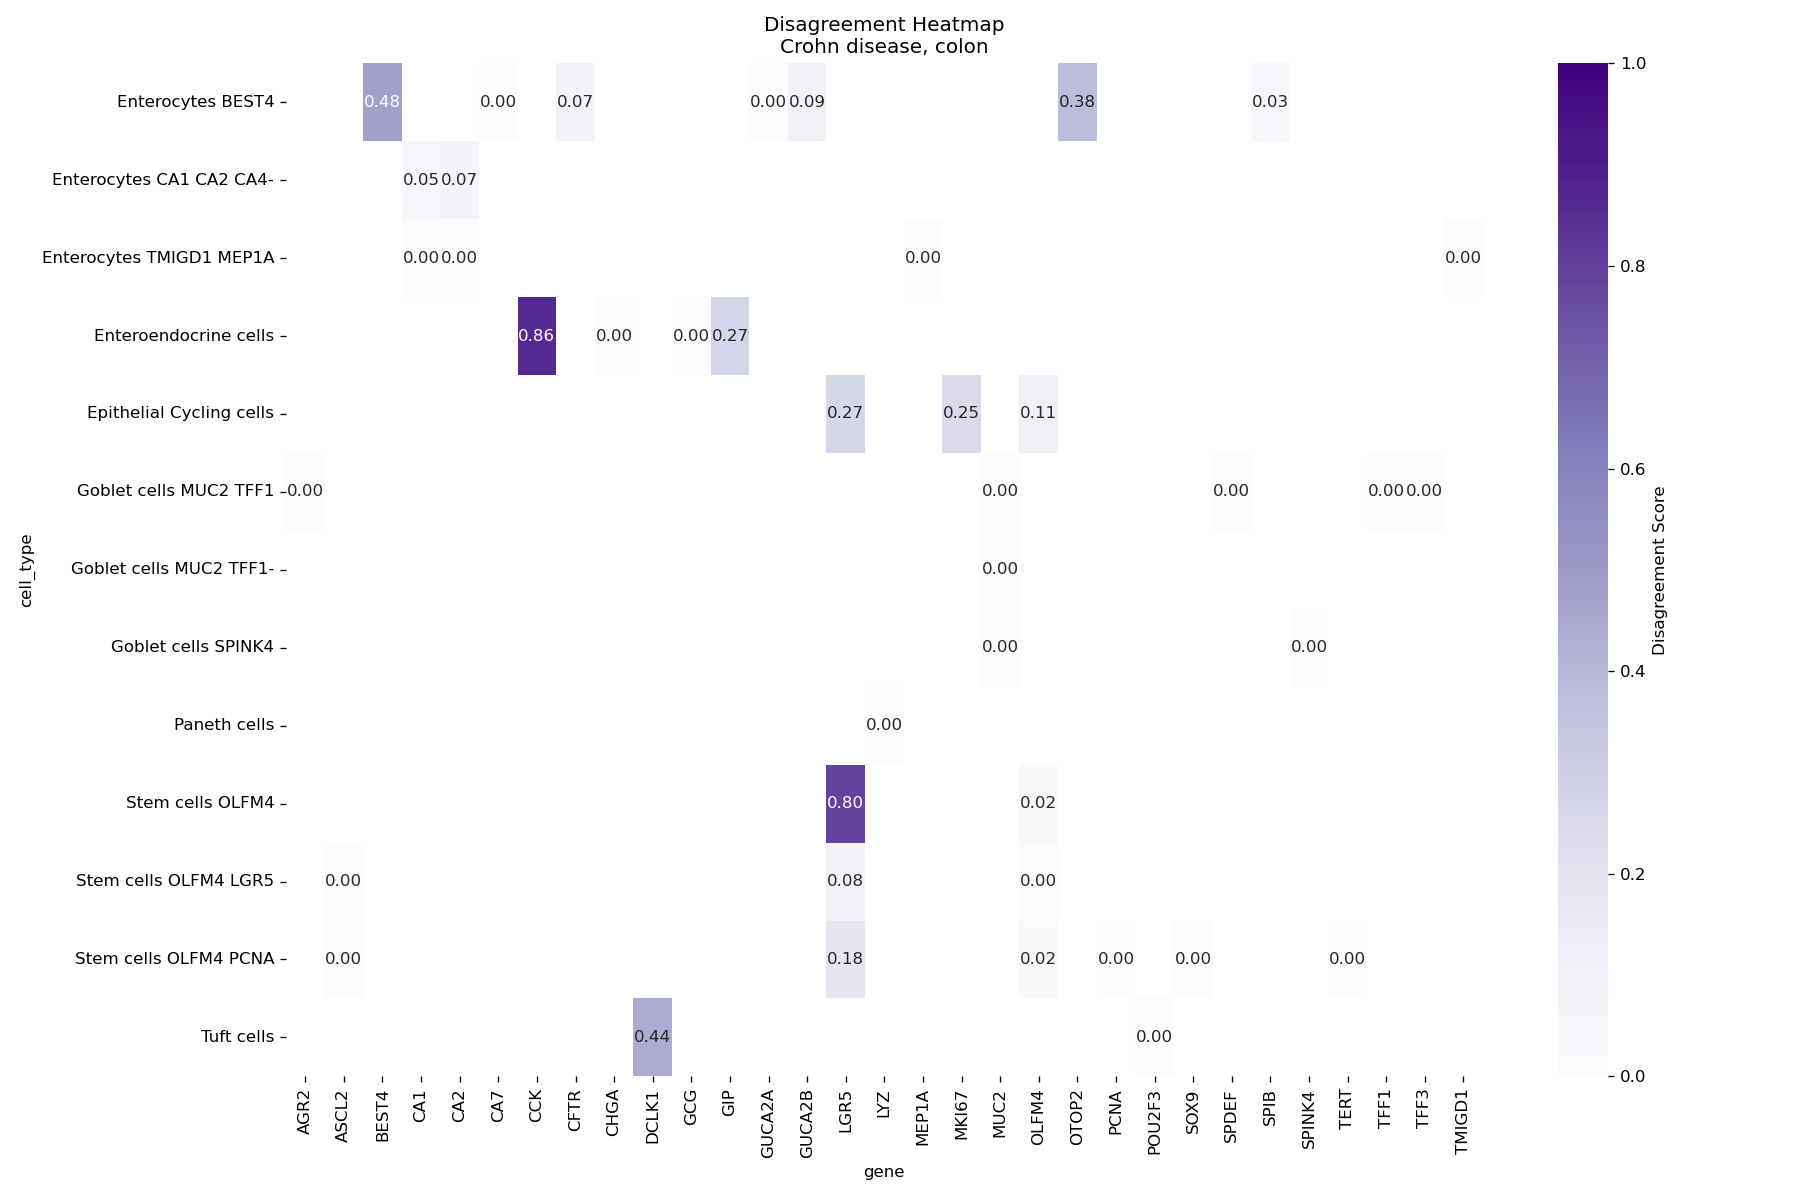 Disagreement Heatmap
Crohn disease, colon
cell_type
Enterocytes BEST4 0.48 0.00 0.07 0.00 0.09 0.38 0.03
Enterocytes CA1 CA2 CA4- 0.05 0.07
Enterocytes TMIGD1 MEP1A 0.00 0.00 0.00 0.00
Enteroendocrine cells 0.86 0.00 0.00 0.27
Epithelial Cycling cells 0.27 0.25 0.11
Goblet cells MUC2 TFF1 0.00 0.00 0.00 0.00 0.00
Goblet cells MUC2 TFF1- 0.00
Goblet cells SPINK4 0.00 0.00
Paneth cells 0.00
Stem cells OLFM4 0.80 0.02
Stem cells OLFM4 LGR5 0.00 0.08 0.00
Stem cells OLFM4 PCNA 0.00 0.18 0.02 0.00 0.00 0.00
Tuft cells 0.44 0.00
AGR2 ASCL2 BEST4 CA1 CA2 CA7 CCK CFTR CHGA DCLK1 GCG GIP GUCA2A GUCA2B LGR5 LYZ MEP1A MKI67 MUC2 OLFM4 OTOP2 PCNA POU2F3 SOX9 SPDEF SPIB SPINK4 TERT TFF1 TFF3 TMIGD1
gene
1.0
0.8
0.6
0.4
0.2
0.0
Disagreement Score